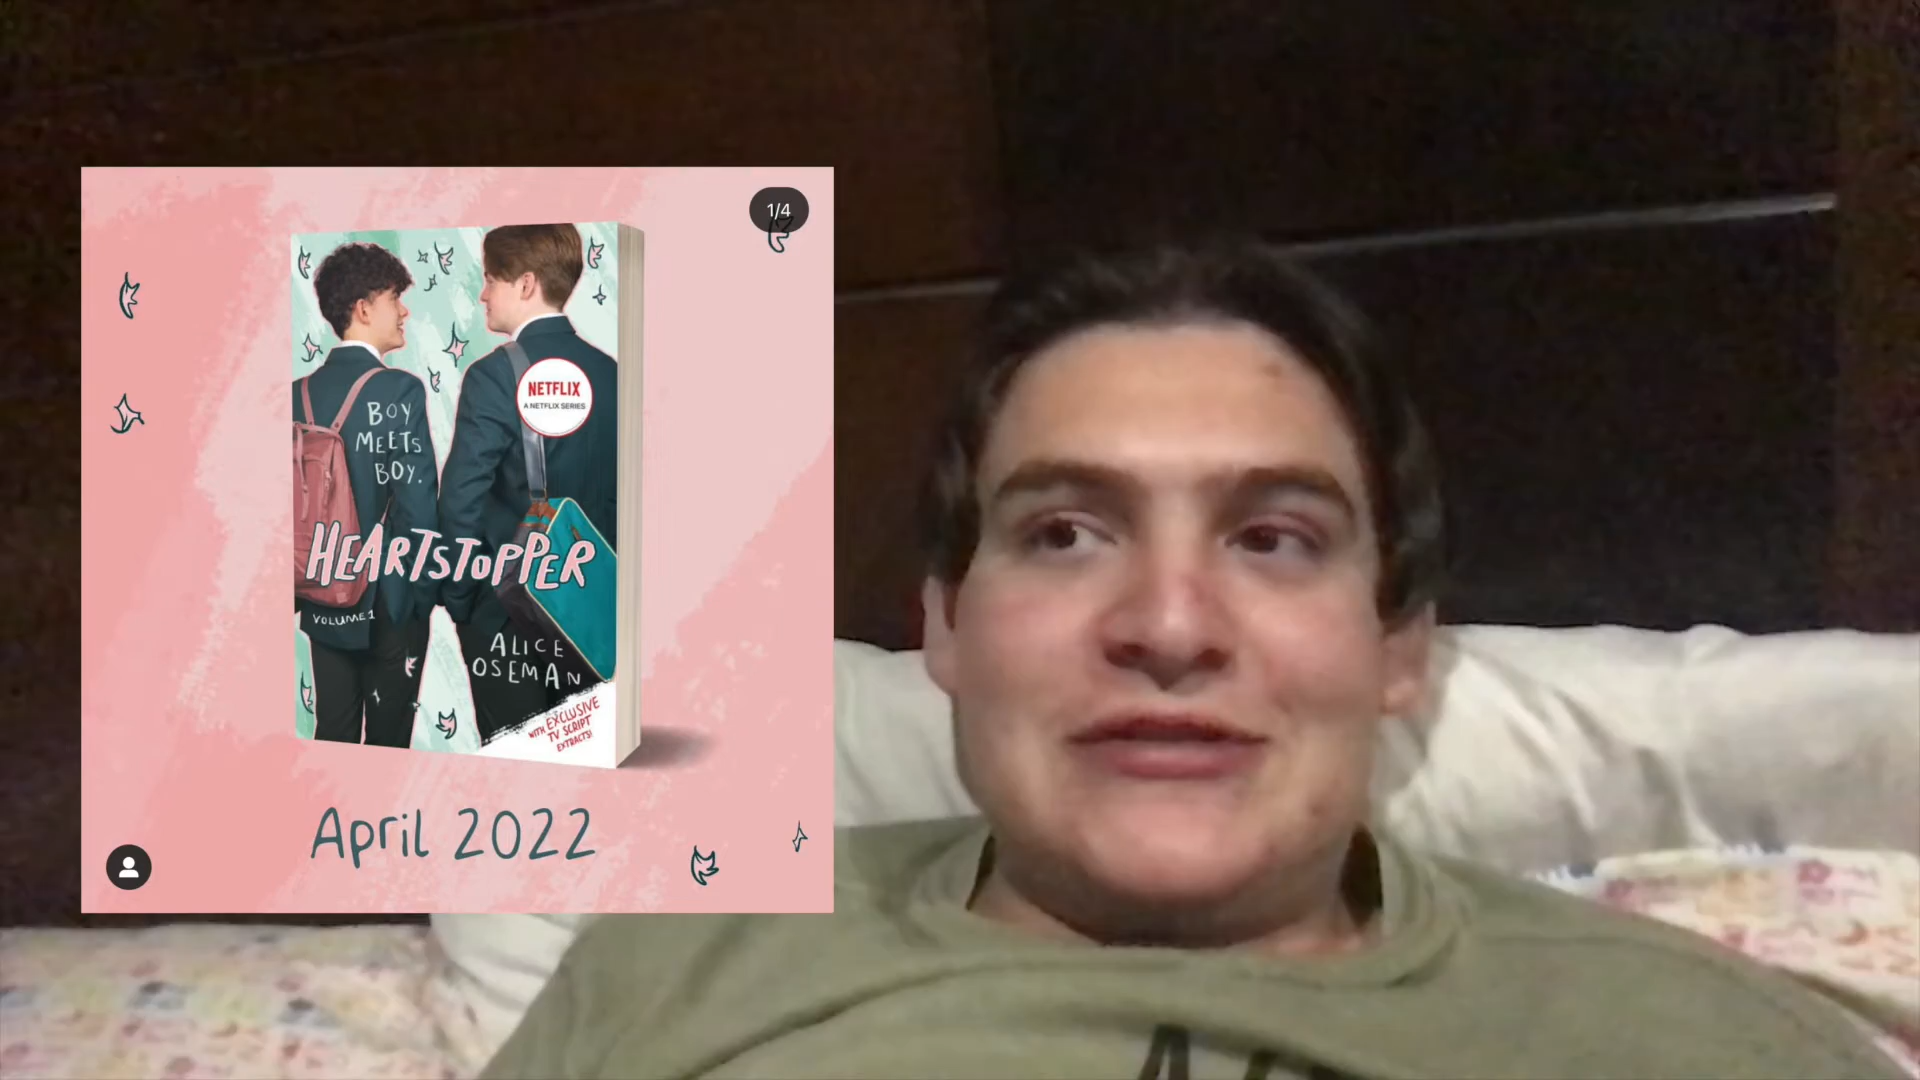 1/4
NETFLIX
A NETFLIX SERIES
BOY
MEETS
BOY.
HEARTSTOPPER
VOLUME 1
ALICE
OSEMAN
WITH EXCLUSIVE
TV SCRIPT
EXTRACTS!
April 2022